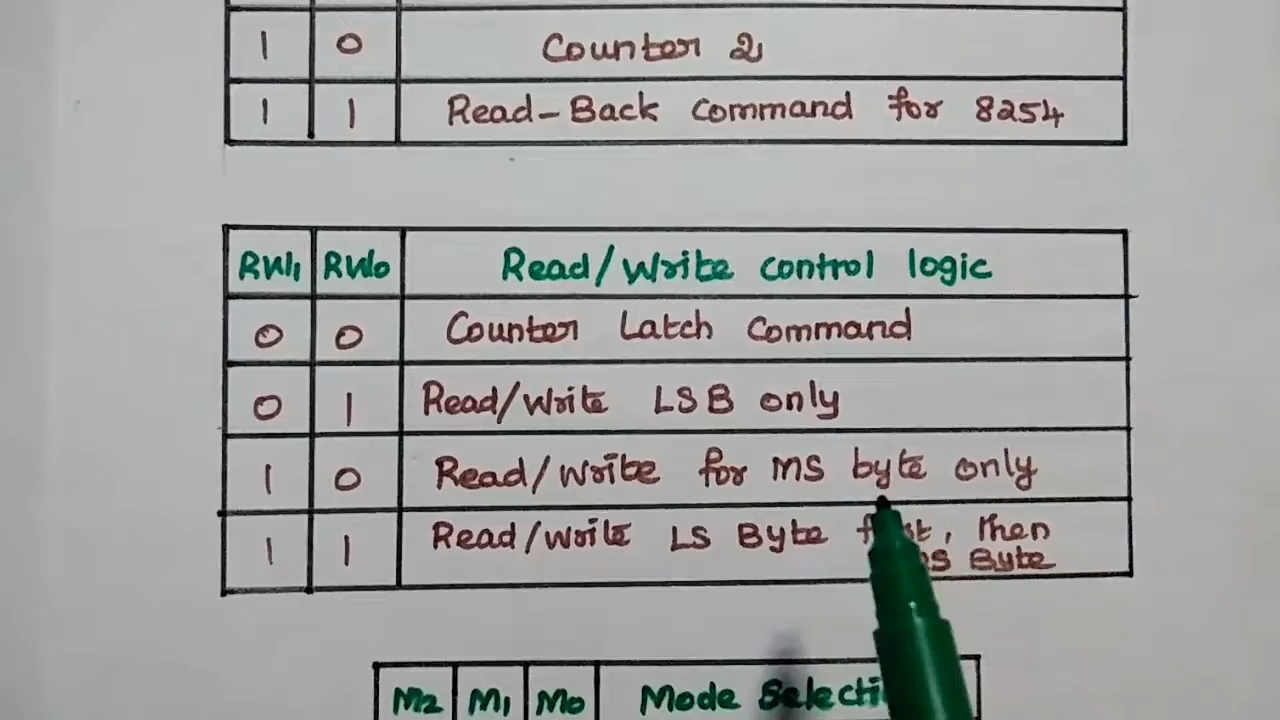 1 0 Counter 2
1 1 Read-Back Command for 8254
RW1 RW0 Read/Write control logic
0 0 Counter Latch Command
0 1 Read/Write LSB only
1 0 Read/Write for MS byte only
1 1 Read/Write LS Byte , then
Byte
M2 M1 M0 Mode